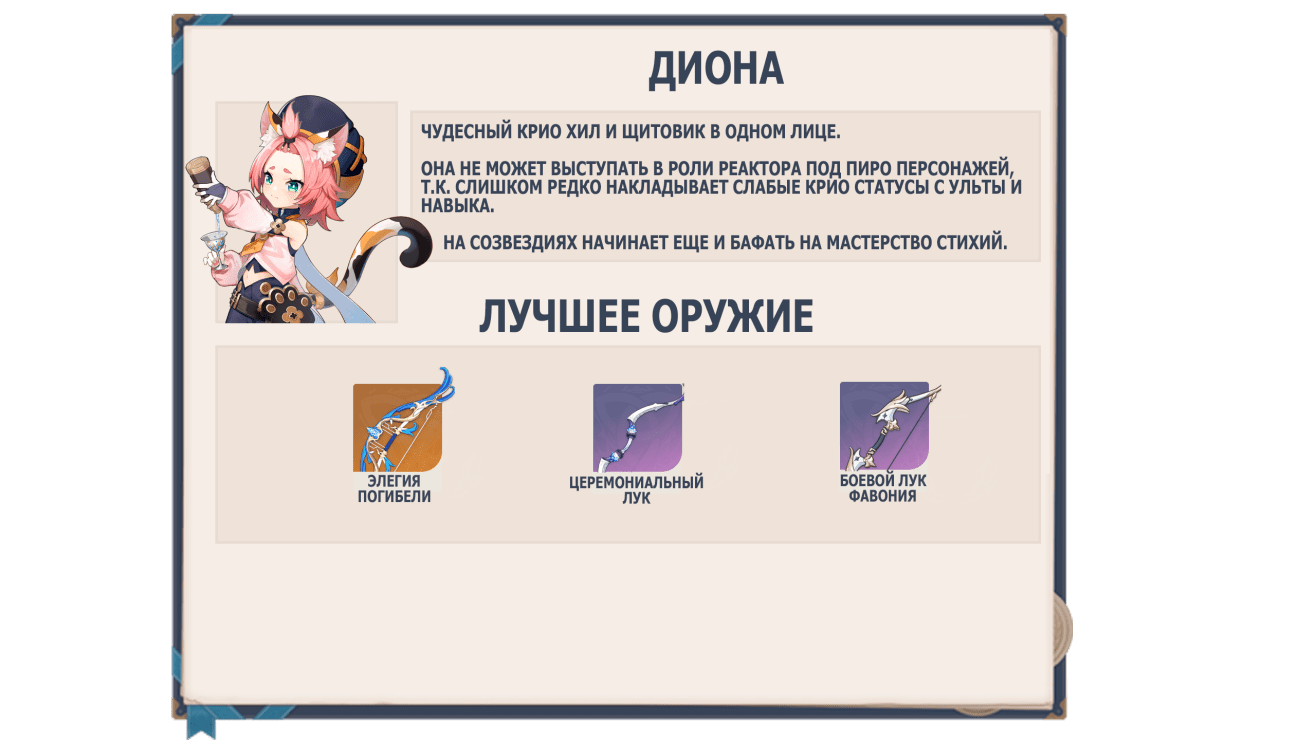 ДИОНА
ЧУДЕСНЫЙ КРИО ХИЛ И ЩИТОВИК В ОДНОМ ЛИЦЕ.
ОНА НЕ МОЖЕТ ВЫСТУПАТЬ В РОЛИ РЕАКТОРА ПОД ПИРО ПЕРСОНАЖЕЙ,
Т.К. СЛИШКОМ РЕДКО НАКЛАДЫВАЕТ СЛАБЫЕ КРИО СТАТУСЫ С УЛЬТЫ И
НАВЫКА.
НА СОЗВЕЗДИЯХ НАЧИНАЕТ ЕЩЕ И БАФАТЬ НА МАСТЕРСТВО СТИХИЙ.
ЛУЧШЕЕ ОРУЖИЕ
ЭЛЕГИЯ
ПОГИБЕЛИ
ЦЕРЕМОНИАЛЬНЫЙ
ЛУК
БОЕВОЙ ЛУК
ФАВОНИЯ